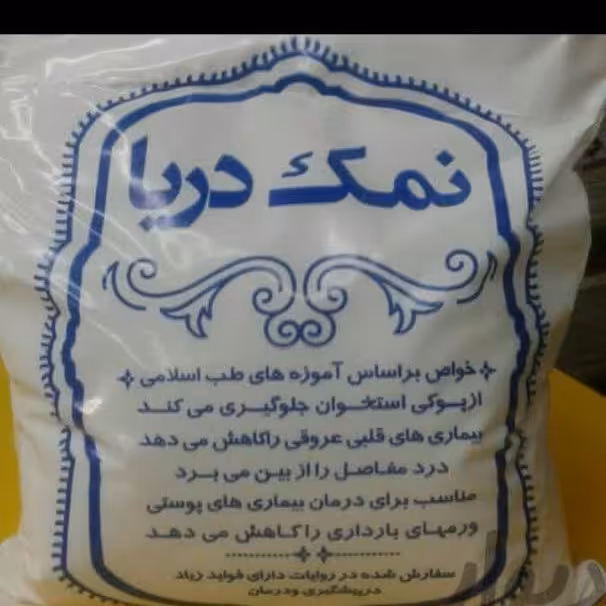 نمک دریا
خواص براساس آموزه های طب اسلامی
ازپوکی استخوان جلوگیری می کند
بیماری های قلبی عروقی راکاهش می دهد
درد مفاصل را از بین می برد
مناسب برای درمان بیماری های پوستی
ورمهای بارداری راکاهش می دهد
سفارش شده در روایات دارای فواید زیاد
درپیشگیری ودرمان
دیوار